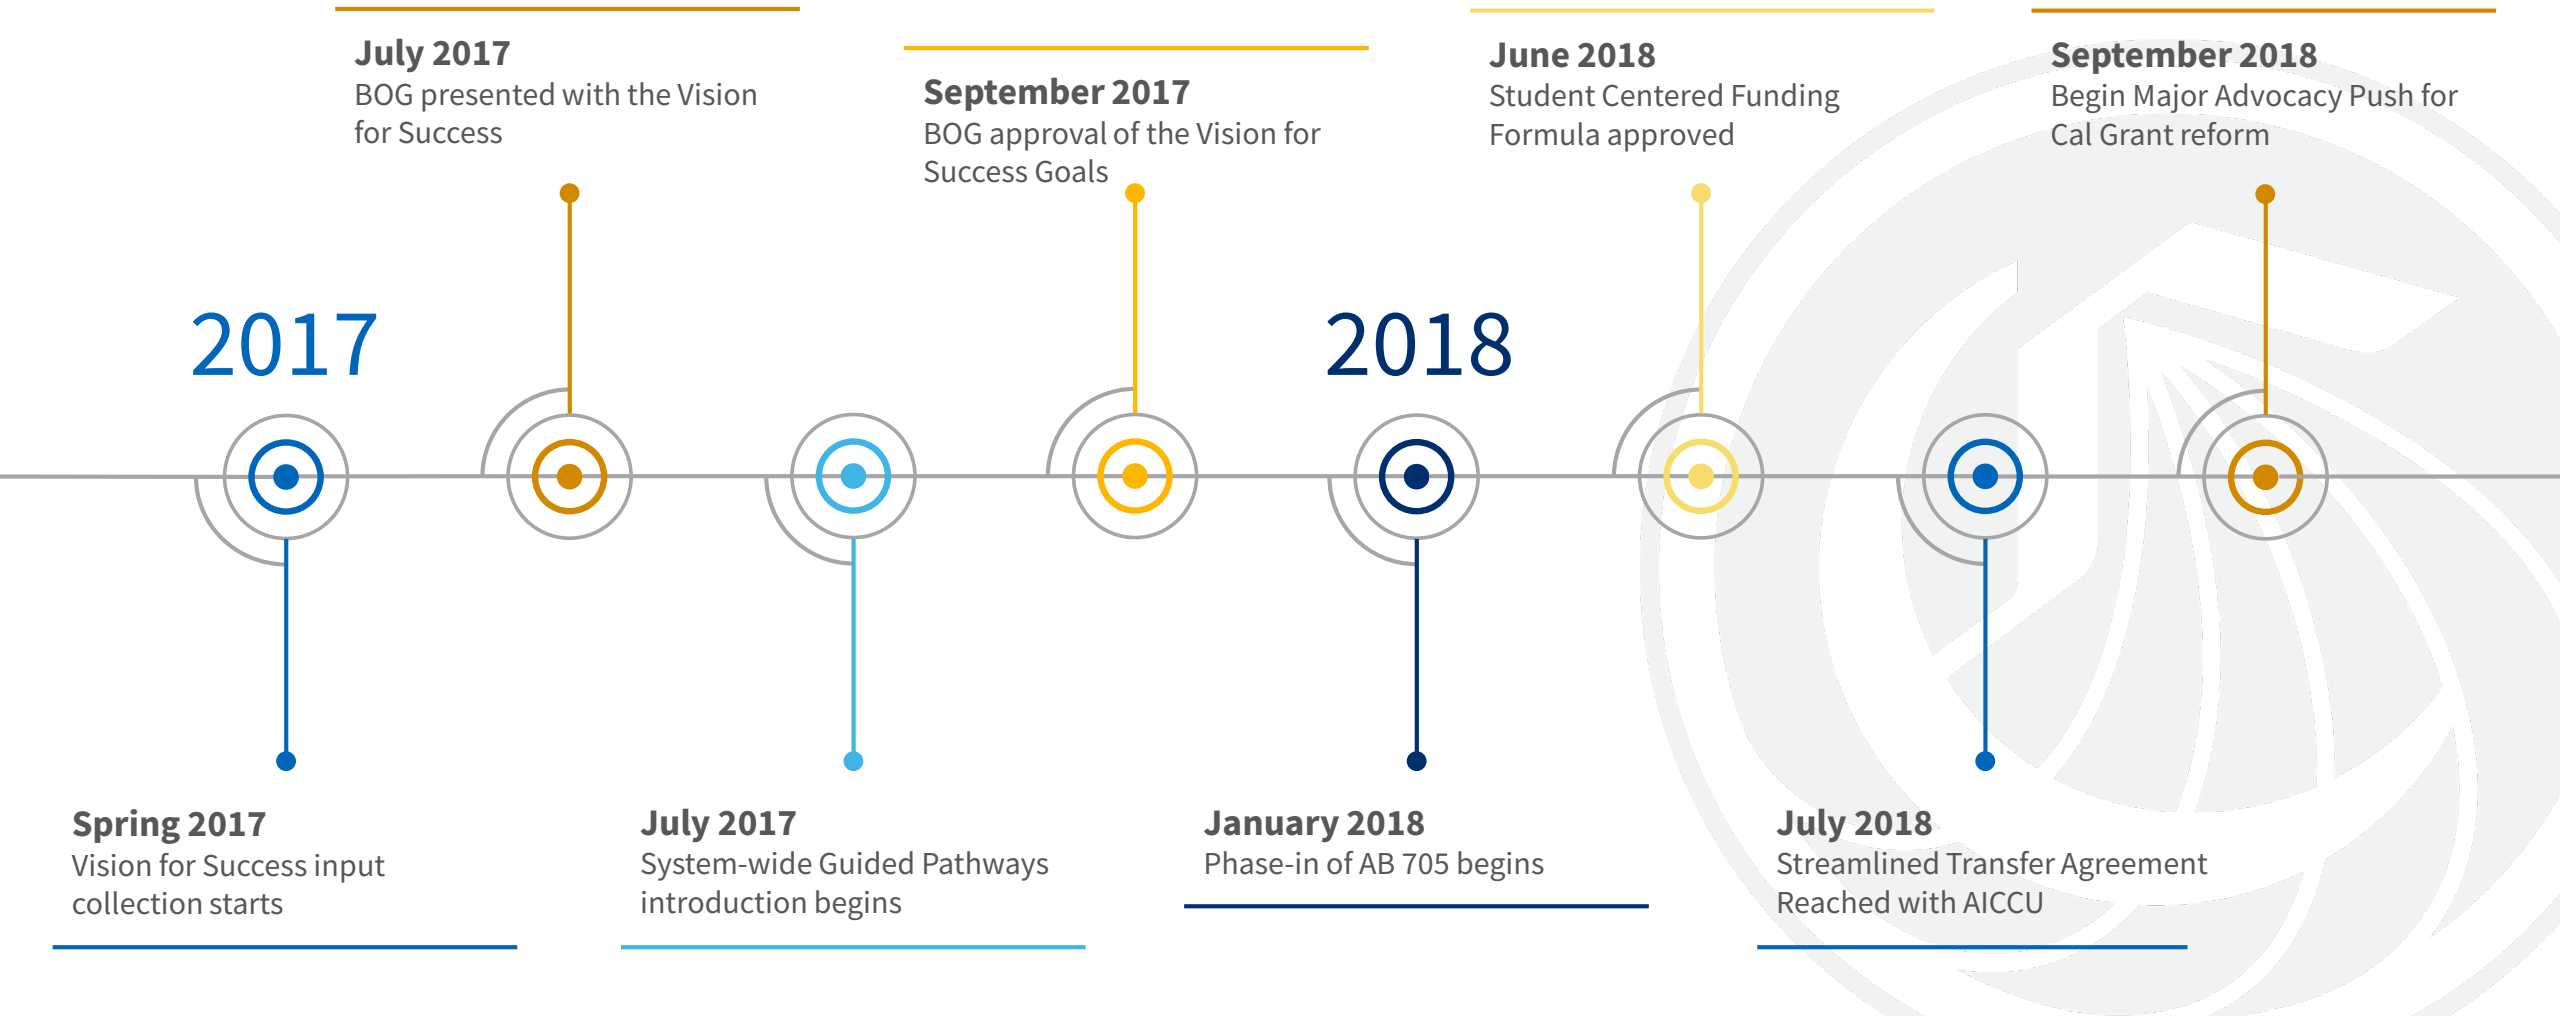 July 2017
BOG presented with the Vision
for Success
September 2017
BOG approval of the Vision for
Success Goals
June 2018
Student Centered Funding
Formula approved
September 2018
Begin Major Advocacy Push for
Cal Grant reform
2017
2018
Spring 2017
Vision for Success input
collection starts
July 2017
System-wide Guided Pathways
introduction begins
January 2018
Phase-in of AB 705 begins
July 2018
Streamlined Transfer Agreement
Reached with AICCU